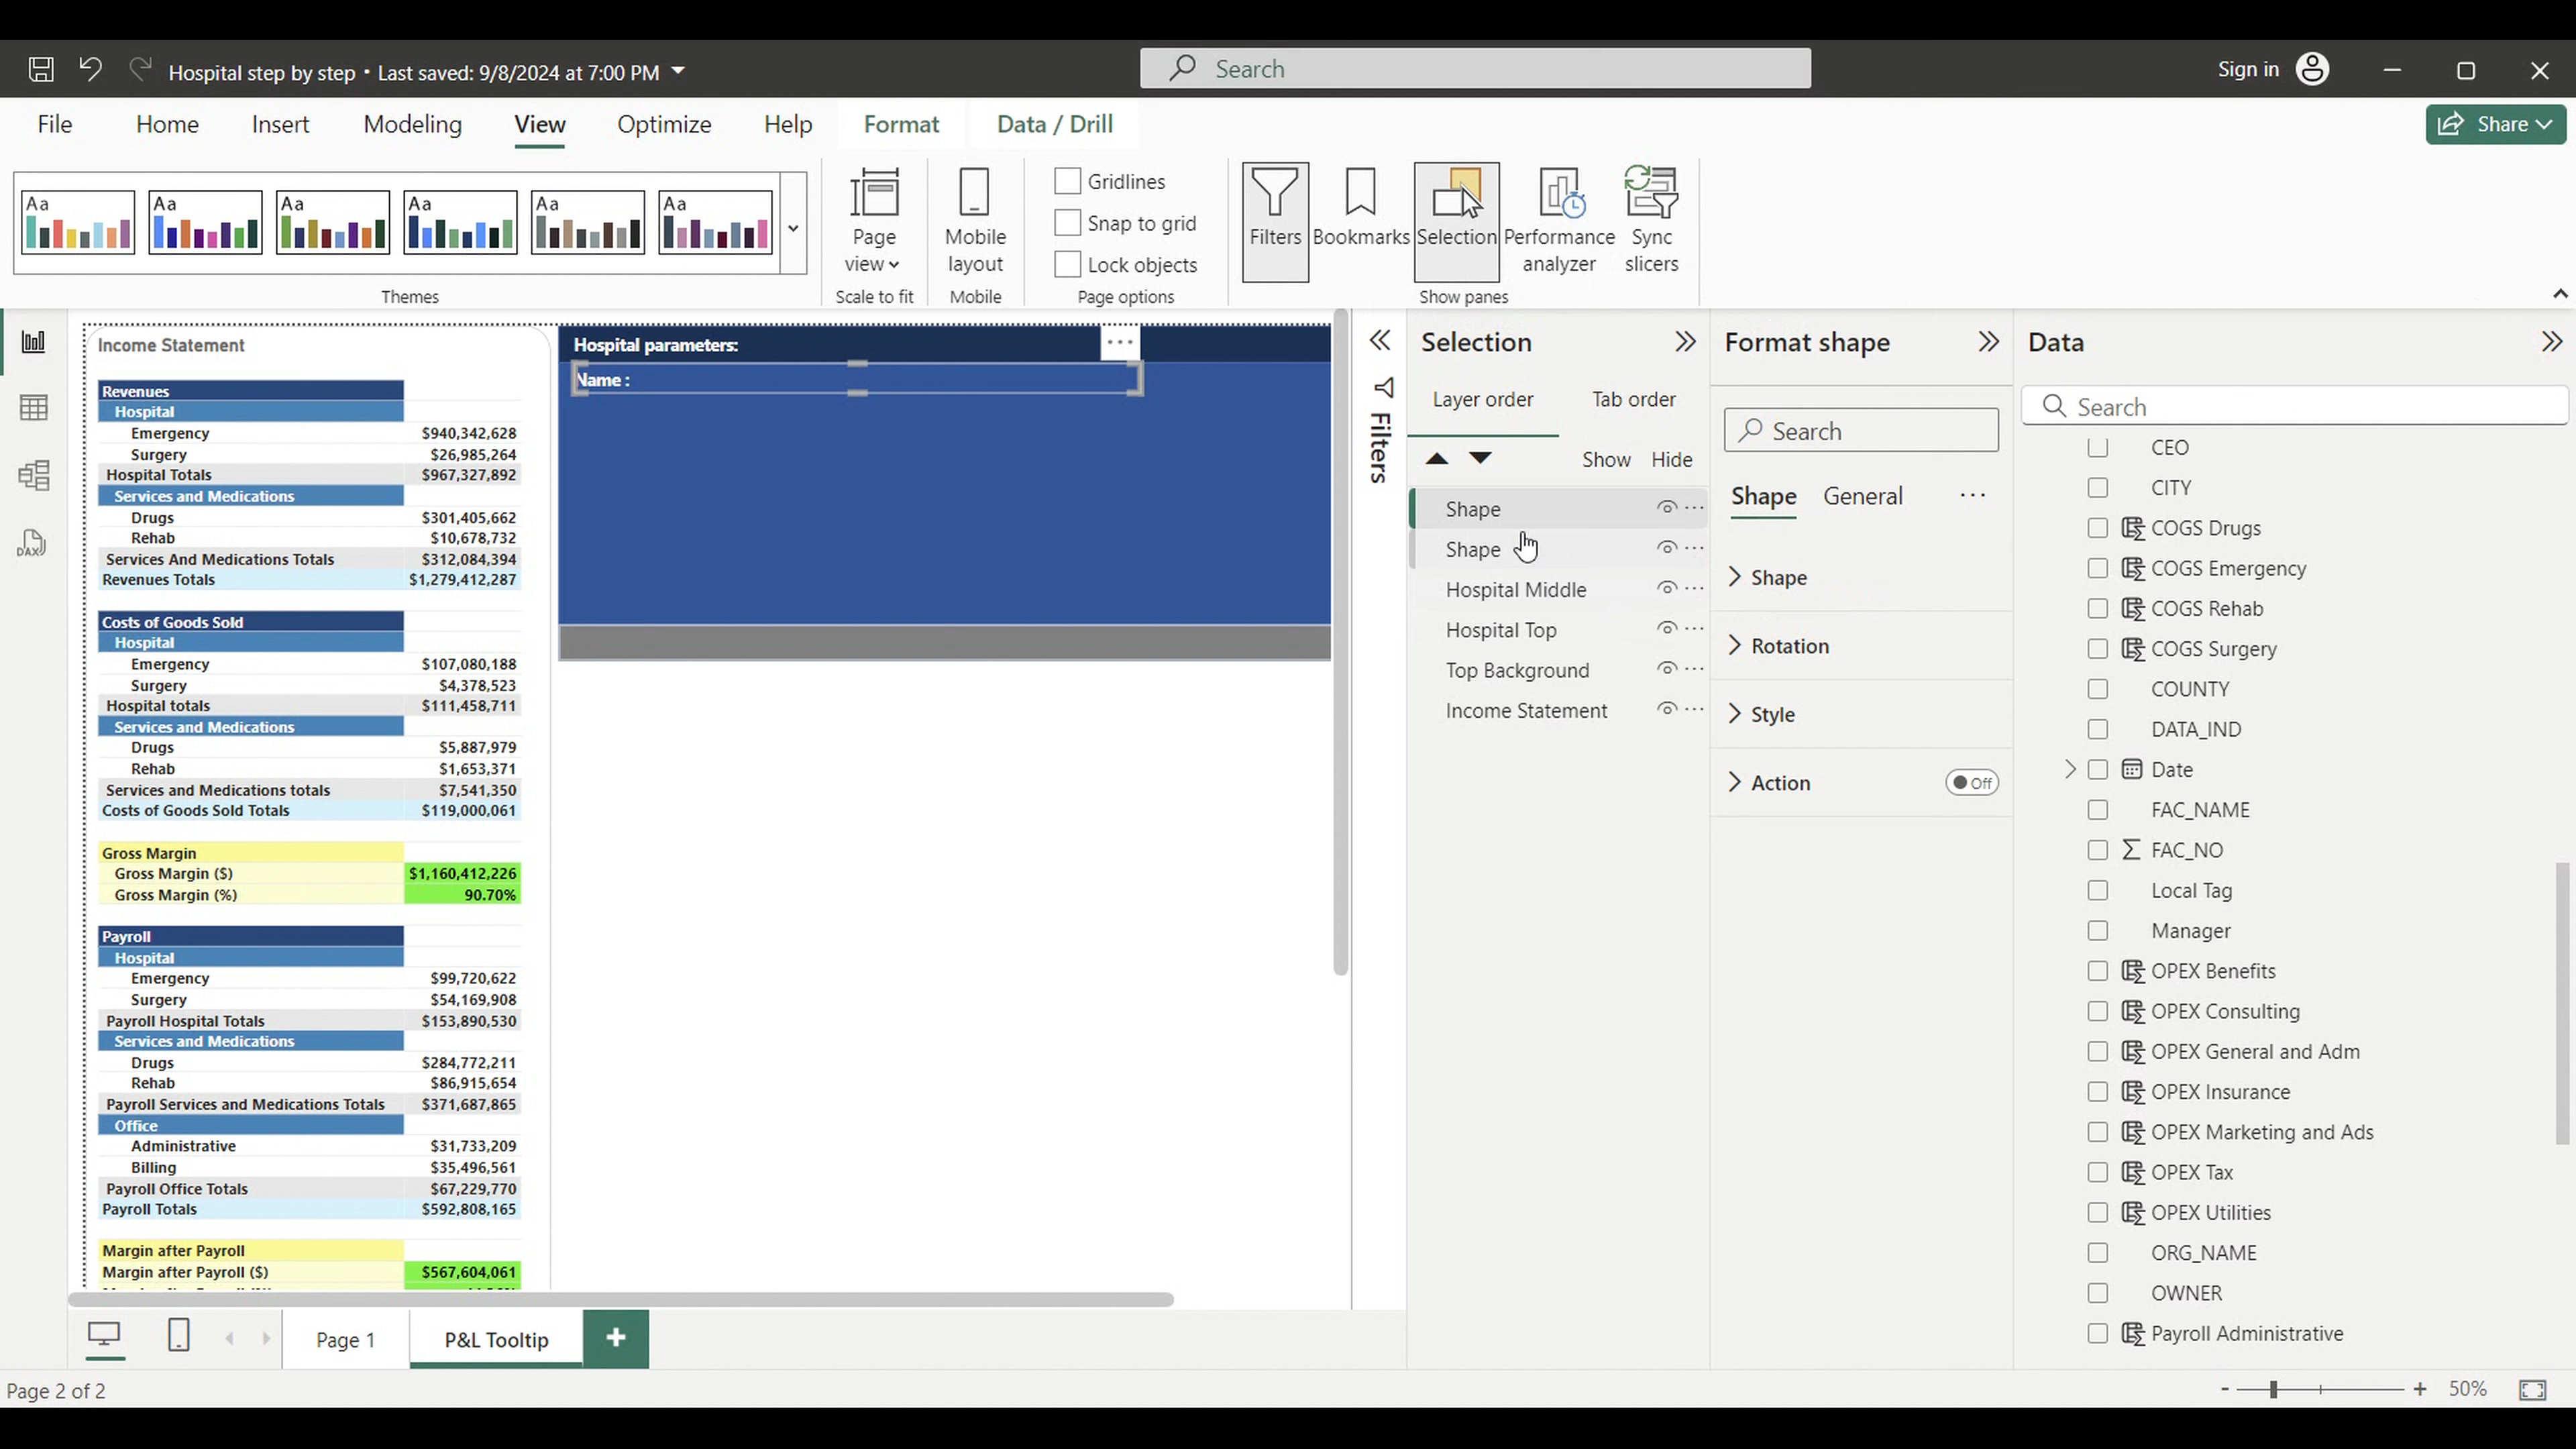 Hospital step by step • Last saved: 9/8/2024 at 7:00 PM
Search
Sign in
File
Home
Insert
Modeling
View
Optimize
Help
Format
Data / Drill
Share
Aa
Aa
Aa
Aa
Aa
Aa
Themes
Page view
Scale to fit
Mobile layout
Mobile
Gridlines
Snap to grid
Lock objects
Page options
Filters
Bookmarks
Selection
Performance analyzer
Sync slicers
Show panes
DAX
Income Statement
Revenues
Hospital
Emergency $940,342,628
Surgery $26,985,264
Hospital Totals $967,327,892
Services and Medications
Drugs $301,405,662
Rehab $10,678,732
Services And Medications Totals $312,084,394
Revenues Totals $1,279,412,287
Costs of Goods Sold
Hospital
Emergency $107,080,188
Surgery $4,378,523
Hospital totals $111,458,711
Services and Medications
Drugs $5,887,979
Rehab $1,653,371
Services and Medications totals $7,541,350
Costs of Goods Sold Totals $119,000,061
Gross Margin
Gross Margin ($) $1,160,412,226
Gross Margin (%) 90.70%
Payroll
Hospital
Emergency $99,720,622
Surgery $54,169,908
Payroll Hospital Totals $153,890,530
Services and Medications
Drugs $284,772,211
Rehab $86,915,654
Payroll Services and Medications Totals $371,687,865
Office
Administrative $31,733,209
Billing $35,496,561
Payroll Office Totals $67,229,770
Payroll Totals $592,808,165
Margin after Payroll
Margin after Payroll ($) $567,604,061
Hospital parameters:
Name :
Filters
Selection
Layer order
Tab order
Show
Hide
Shape
Shape
Hospital Middle
Hospital Top
Top Background
Income Statement
Format shape
Search
Shape
General
Shape
Rotation
Style
Action
Off
Data
Search
CEO
CITY
COGS Drugs
COGS Emergency
COGS Rehab
COGS Surgery
COUNTY
DATA_IND
Date
FAC_NAME
FAC_NO
Local Tag
Manager
OPEX Benefits
OPEX Consulting
OPEX General and Adm
OPEX Insurance
OPEX Marketing and Ads
OPEX Tax
OPEX Utilities
ORG_NAME
OWNER
Payroll Administrative
Page 1
P&L Tooltip
Page 2 of 2
50%